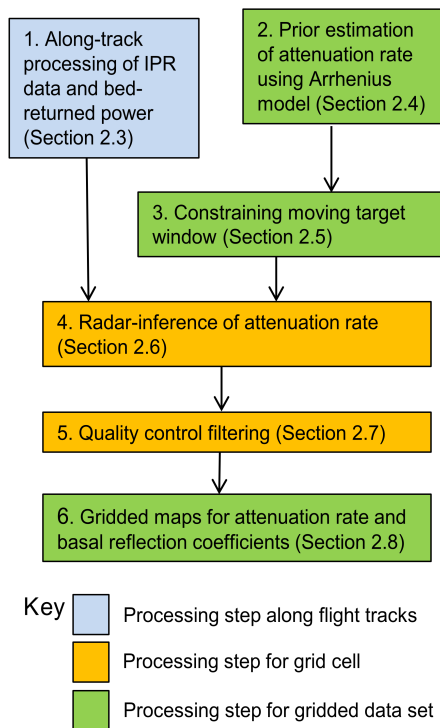 1. Along-track
processing of IPR
data and bed-
returned power
(Section 2.3)
2. Prior estimation
of attenuation rate
using Arrhenius
model (Section 2.4)
3. Constraining moving target
window (Section 2.5)
4. Radar-inference of attenuation rate
(Section 2.6)
5. Quality control filtering (Section 2.7)
6. Gridded maps for attenuation rate and
basal reflection coefficients (Section 2.8)
Key
Processing step along flight tracks
Processing step for grid cell
Processing step for gridded data set